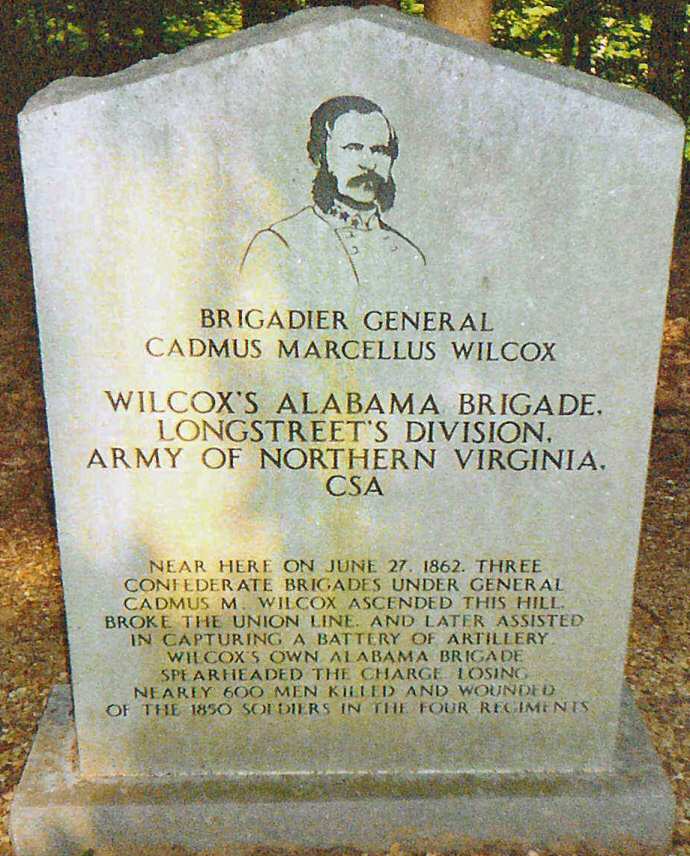 BRIGADIER GENERAL
CADMUS MARCELLUS WILCOX
WILCOX'S ALABAMA BRIGADE,
LONGSTREET'S DIVISION,
ARMY OF NORTHERN VIRGINIA,
CSA
NEAR HERE ON JUNE 27, 1862, THREE
CONFEDERATE BRIGADES UNDER GENERAL
CADMUS M. WILCOX ASCENDED THIS HILL,
BROKE THE UNION LINE, AND LATER ASSISTED
IN CAPTURING A BATTERY OF ARTILLERY.
WILCOX'S OWN ALABAMA BRIGADE
SPEARHEADED THE CHARGE LOSING
NEARLY 600 MEN KILLED AND WOUNDED
OF THE 1850 SOLDIERS IN THE FOUR REGIMENTS